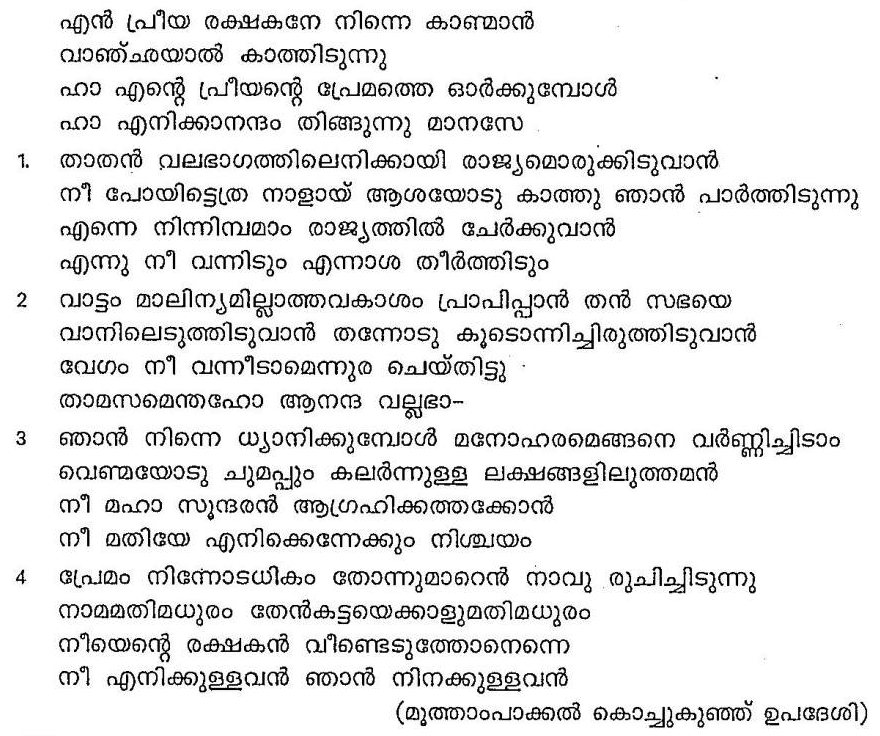 എൻ പ്രീയ രക്ഷകനേ നിന്നെ കാണ്മാൻ
വാഞ്ഛയാൽ കാത്തിടുന്നു
ഹാ എന്റെ പ്രീയന്റെ പ്രേമത്തെ ഓർക്കുമ്പോൾ
ഹാ എനിക്കാനന്ദം തിങ്ങുന്നു മാനസേ
1. താതൻ വലഭാഗത്തിലെനിക്കായി രാജ്യമൊരുക്കിടുവാൻ
നീ പോയിട്ടെത്ര നാളായ് ആശയോടു കാത്തു ഞാൻ പാർത്തിടുന്നു
എന്നെ നിന്നിമ്പമാം രാജ്യത്തിൽ ചേർക്കുവാൻ
എന്നു നീ വന്നിടും എന്നാശ തീർത്തിടും
2 വാട്ടം മാലിന്യമില്ലാത്തവകാശം പ്രാപിപ്പാൻ തൻ സഭയെ
വാനിലെടുത്തിടുവാൻ തന്നോടു കൂടൊന്നിച്ചിരുത്തിടുവാൻ
വേഗം നീ വന്നീടാമെന്നുര ചെയ്തിട്ടു
താമസമെന്തഹോ ആനന്ദ വല്ലഭാ-
3 ഞാൻ നിന്നെ ധ്യാനിക്കുമ്പോൾ മനോഹരമെങ്ങനെ വർണ്ണിച്ചിടാം
വെണ്മയോടു ചുമപ്പും കലർന്നുള്ള ലക്ഷങ്ങളിലുത്തമൻ
നീ മഹാ സൂന്ദരൻ ആഗ്രഹിക്കത്തക്കോൻ
നീ മതിയേ എനിക്കെന്നേക്കും നിശ്ചയം
4 പ്രേമം നിന്നോടധികം തോന്നുമാറെൻ നാവു രുചിച്ചിടുന്നു
നാമമതിമധുരം തേൻകട്ടയെക്കാളുമതിമധുരം
നീയെന്റെ രക്ഷകൻ വീണ്ടെടുത്തോനെന്നെ
നീ എനിക്കുള്ളവൻ ഞാൻ നിനക്കുള്ളവൻ
(മൂത്താംപാക്കൽ കൊച്ചുകുഞ്ഞ് ഉപദേശി)